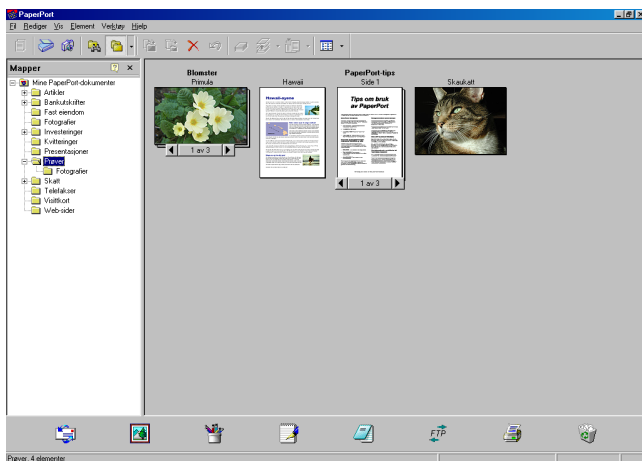 PaperPort
Fil Rediger Vis Element Verktøy Hjelp
Mapper
Mine PaperPort-dokumenter
Artikler
Bankutskrifter
Fast eiendom
Fotografier
Investeringer
Kvitteringer
Presentasjoner
Prøver
Fotografier
Skatt
Telefakser
Visittkort
Web-sider
Blomster
Primula
1 av 3
Hawaii
Hawaii-øyene
PaperPort-tips
Side 1
Tips om bruk
av PaperPort
1 av 3
Skaukatt
FTP
Prøver, 4 elementer